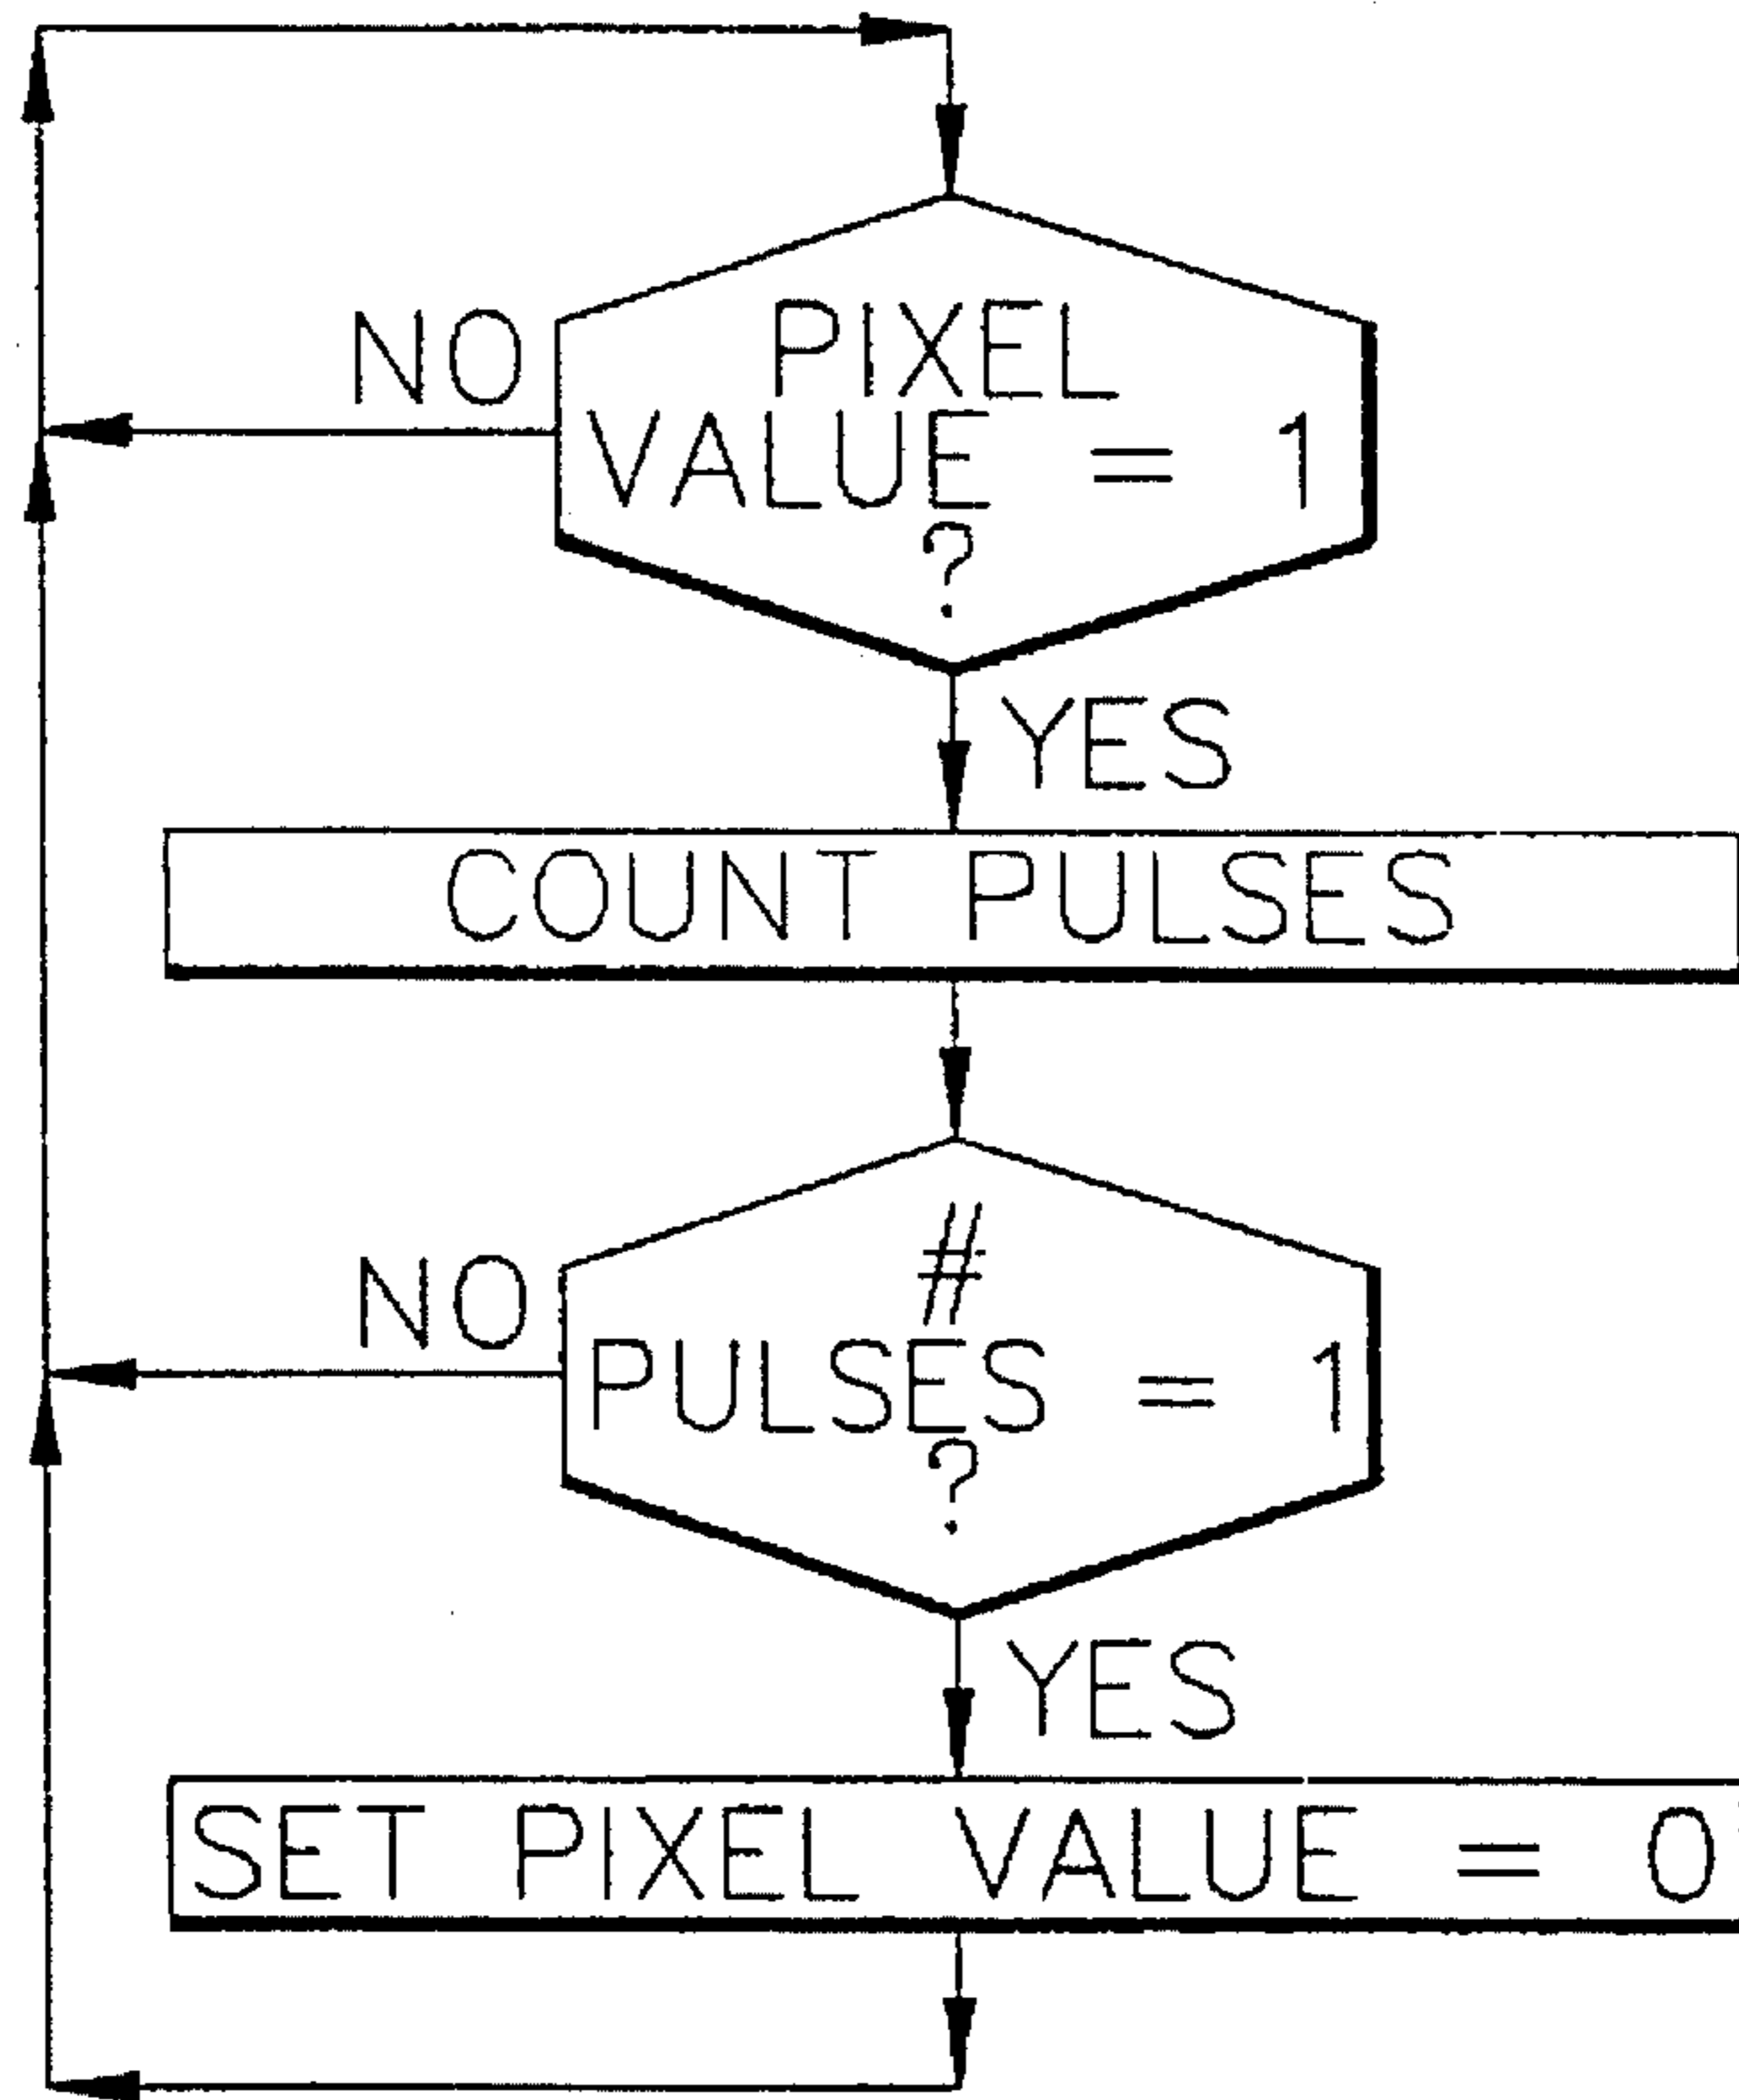 PIXEL
VALUE = 1
?
NO
YES
COUNT PULSES
#
PULSES = 1
?
NO
YES
SET PIXEL VALUE = 0